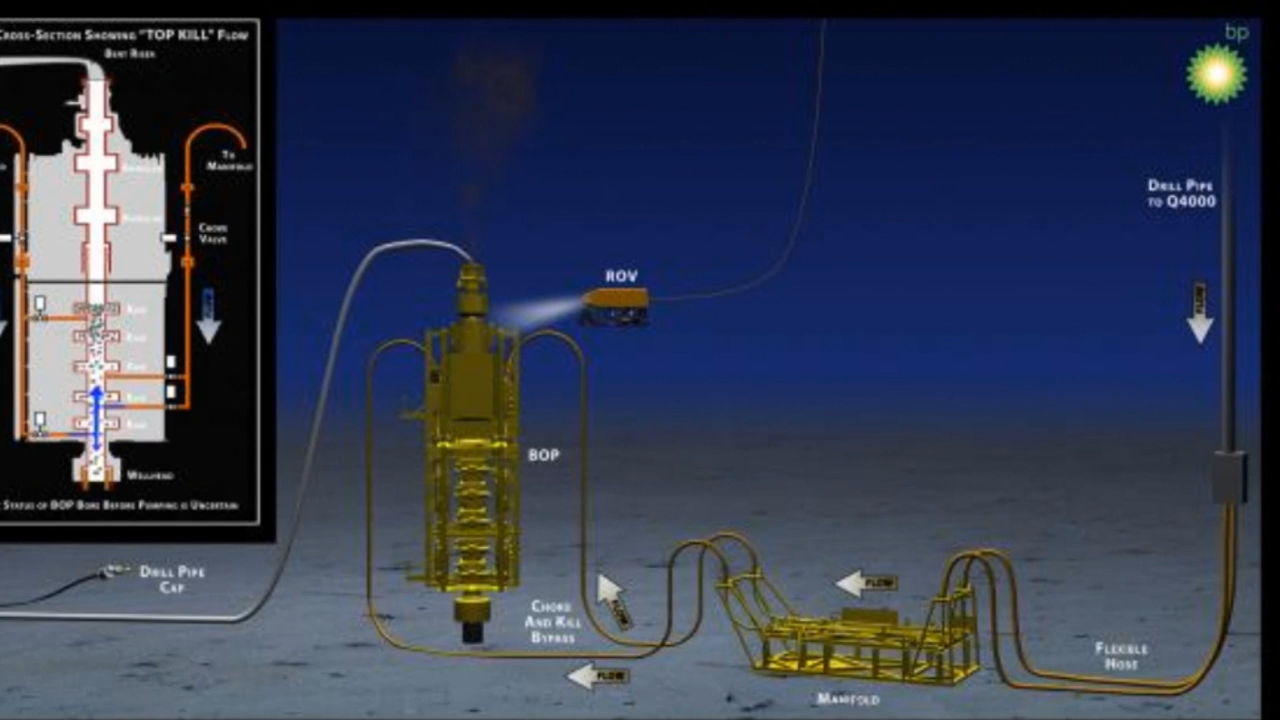 CROSS-SECTION SHOWING "TOP KILL" FLOW
BENT RISER
TO
MANIFOLD
CHOKE
VALVE
FLOW
RAM
RAM
RAM
RAM
RAM
WELLHEAD
STATUS OF BOP BORE BEFORE PUMPING IS UNCERTAIN
bp
DRILL PIPE
TO Q4000
FLOW
ROV
BOP
DRILL PIPE
CAP
CHOKE
AND KILL
BYPASS
FLOW
FLOW
FLOW
MANIFOLD
FLEXIBLE
HOSE